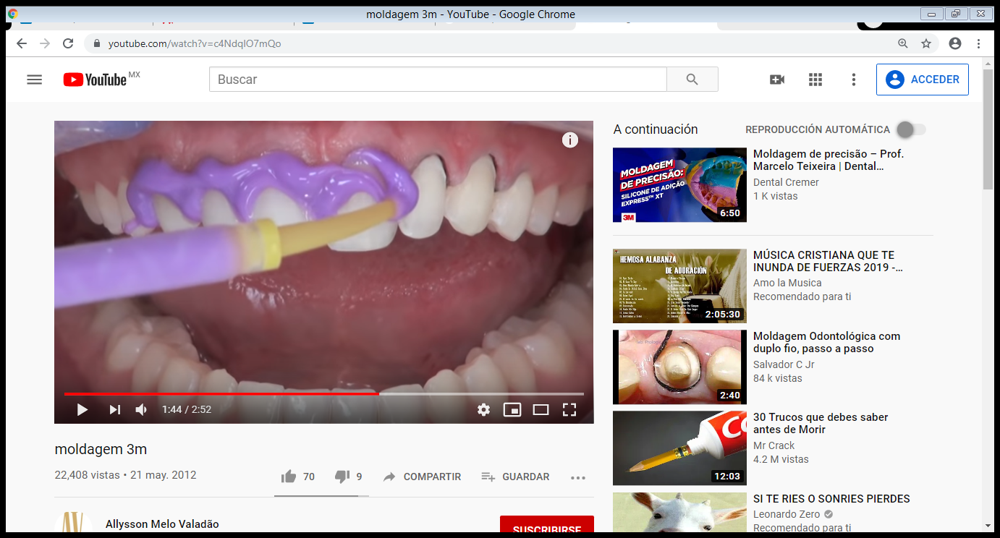 moldagem 3m - YouTube - Google Chrome
youtube.com/watch?v=c4NdqIO7mQo
YouTube MX
Buscar
ACCEDER
1:44 / 2:52
moldagem 3m
22,408 vistas • 21 may. 2012
70
9
COMPARTIR
GUARDAR
Allysson Melo Valadão
SUSCRIBIRSE
A continuación
REPRODUCCIÓN AUTOMÁTICA
MOLDAGEM
DE PRECISÃO:
SILICONE DE ADIÇÃO
EXPRESS™ XT
3M
6:50
Moldagem de precisão – Prof.
Marcelo Teixeira | Dental...
Dental Cremer
1 K vistas
HEMOSA ALABANZA
DE ADORACIÓN
2:05:30
MÚSICA CRISTIANA QUE TE
INUNDA DE FUERZAS 2019 -...
Amo la Musica
Recomendado para ti
2:40
Moldagem Odontológica com
duplo fio, passo a passo
Salvador C Jr
84 k vistas
12:03
30 Trucos que debes saber
antes de Morir
Mr Crack
4.2 M vistas
SI TE RIES O SONRIES PIERDES
Leonardo Zero
Recomendado para ti